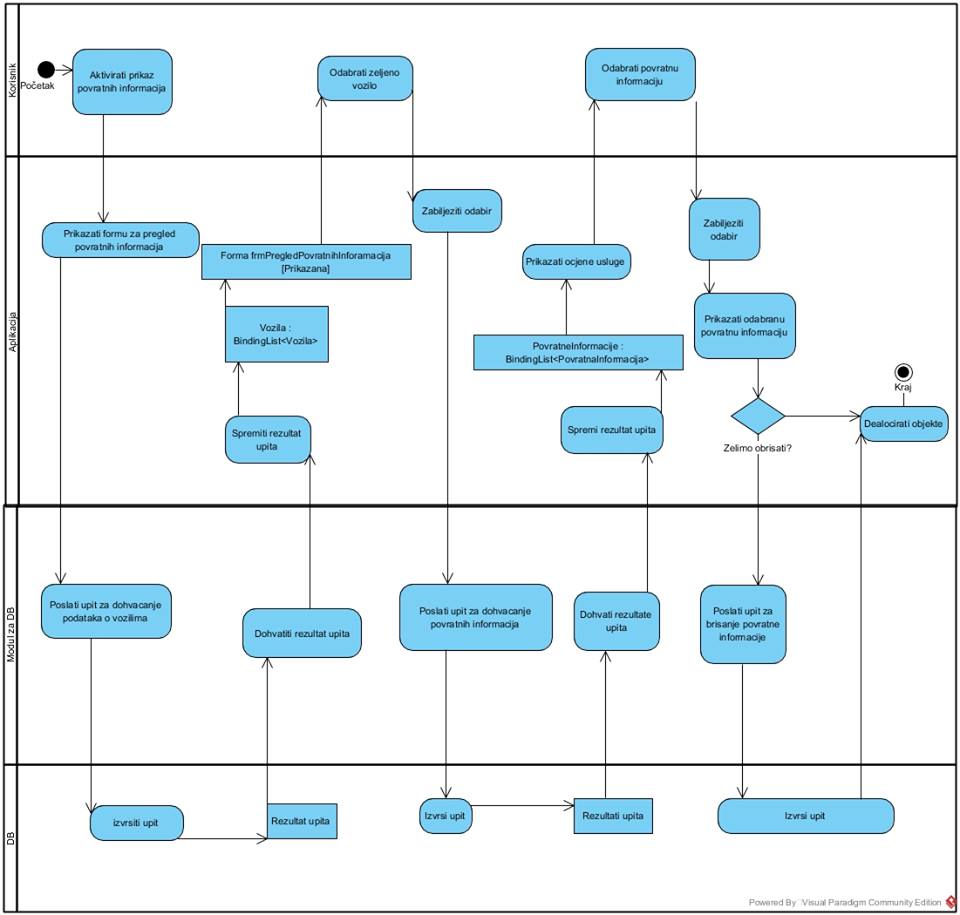 Korisnik
Početak
Aktivirati prikaz
povratnih informacija
Odabrati zeljeno
vozilo
Odabrati povratnu
informaciju
Aplikacija
Prikazati formu za pregled
povratnih informacija
Forma frmPregledPovratnihInforamacija
[Prikazana]
Vozila :
BindingList<Vozila>
Spremiti rezultat
upita
Zabiljeziti odabir
Prikazati ocjene usluge
PovratneInformacije :
BindingList<PovratnaInformacija>
Spremi rezultat upita
Zabiljeziti
odabir
Prikazati odabranu
povratnu informaciju
Zelimo obrisati?
Kraj
Dealocirati objekte
Modul za DB
Poslati upit za dohvacanje
podataka o vozilima
Dohvatiti rezultat upita
Poslati upit za dohvacanje
povratnih informacija
Dohvati rezultate
upita
Poslati upit za
brisanje povratne
informacije
DB
izvrsiti upit
Rezultat upita
Izvrsi upit
Rezultati upita
Izvrsi upit
Powered By Visual Paradigm Community Edition